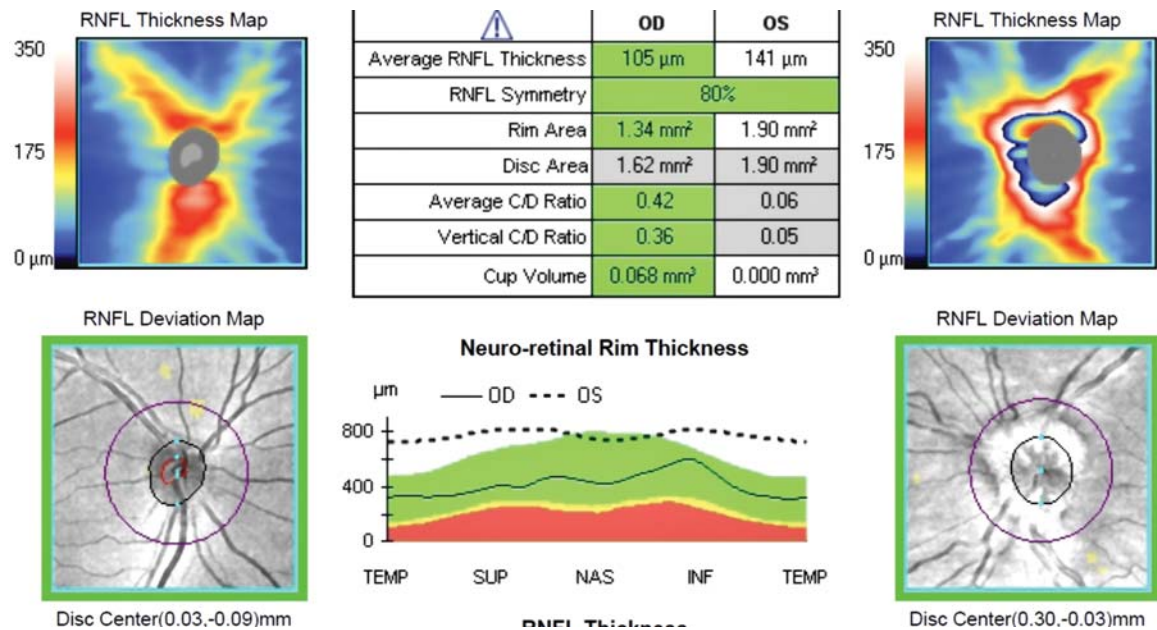 RNFL Thickness Map
350
175
0 µm
OD OS
Average RNFL Thickness 105 µm 141 µm
RNFL Symmetry 80%
Rim Area 1.34 mm² 1.90 mm²
Disc Area 1.62 mm² 1.90 mm²
Average C/D Ratio 0.42 0.06
Vertical C/D Ratio 0.36 0.05
Cup Volume 0.068 mm³ 0.000 mm³
RNFL Thickness Map
350
175
0 µm
RNFL Deviation Map
Disc Center(0.03,-0.09)mm
Neuro-retinal Rim Thickness
µm OD OS
800
400
0
TEMP SUP NAS INF TEMP
RNFL Thickness
RNFL Deviation Map
Disc Center(0.30,-0.03)mm